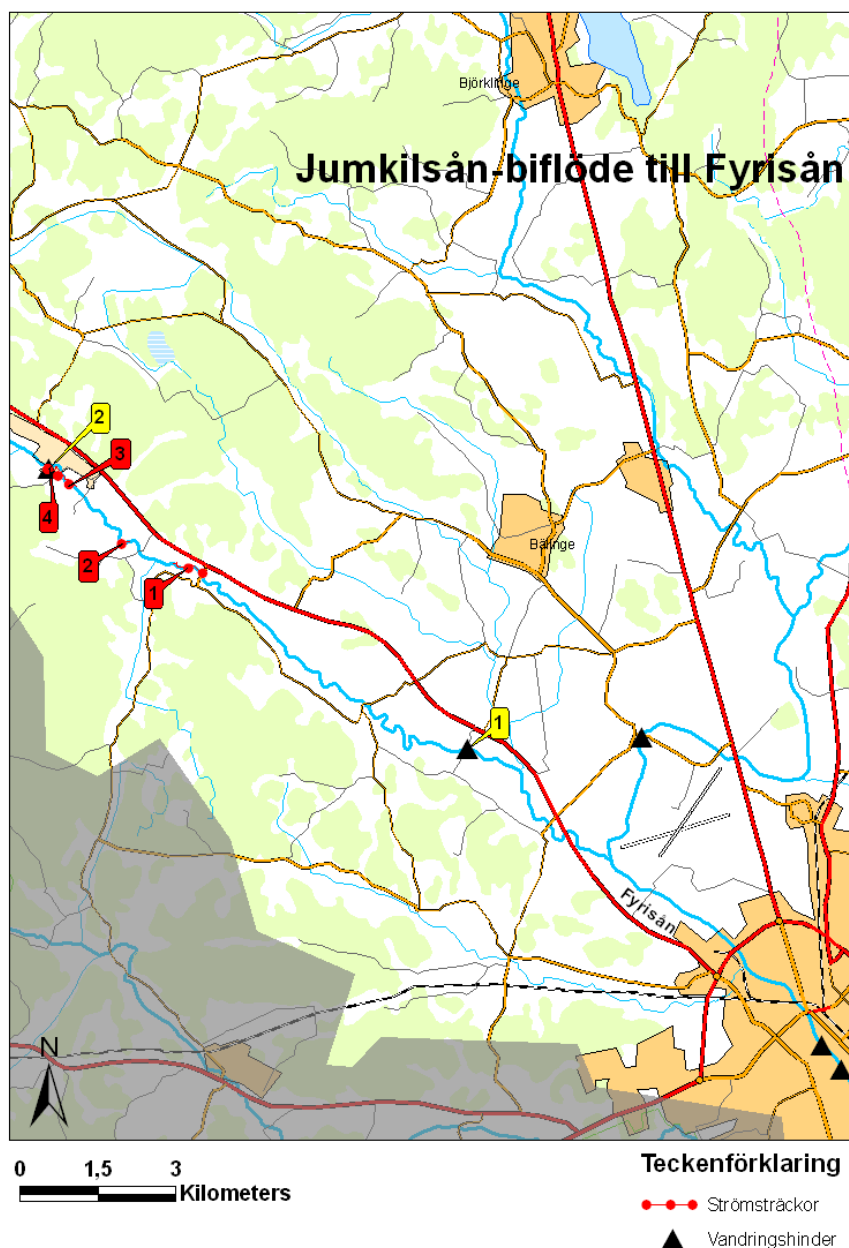 Björklinge
Jumkilsån-biflöde till Fyrisån
2
3
4
2
1
Bälinge
1
Fyrisån
N
0 1,5 3
Kilometers
Teckenförklaring
Strömsträckor
Vandringshinder